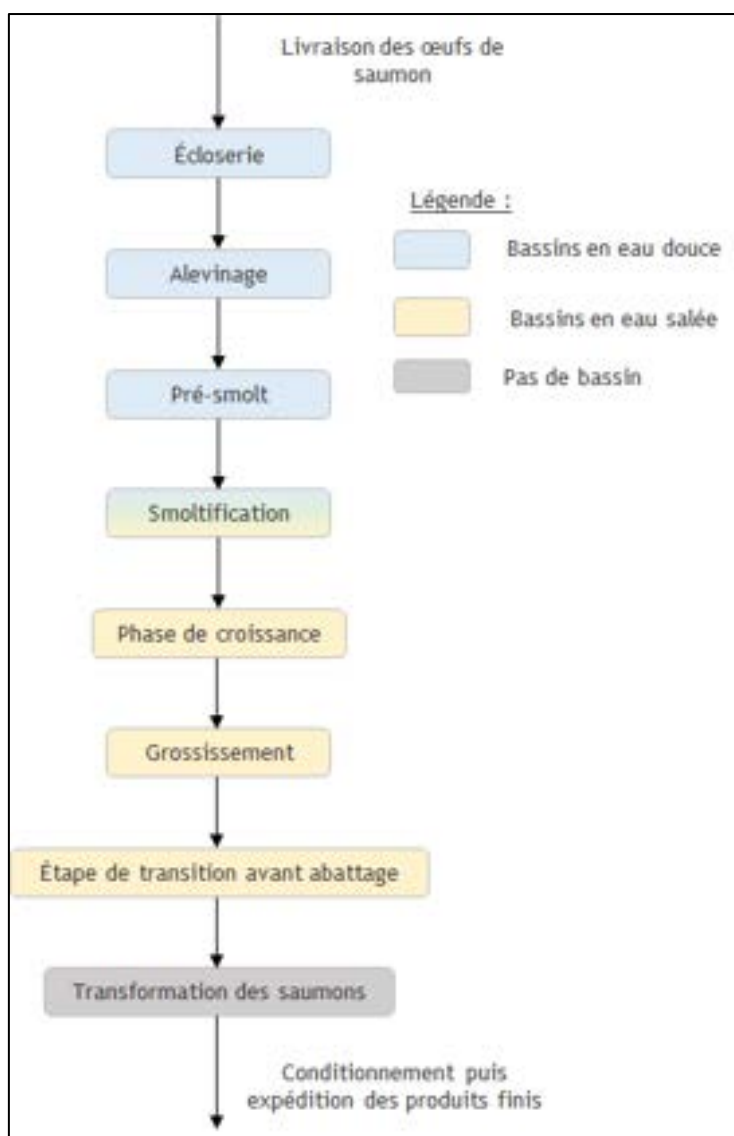 Livraison des œufs de
saumon
Écloserie
Légende :
Bassins en eau douce
Alevinage
Bassins en eau salée
Pas de bassin
Pré-smolt
Smoltification
Phase de croissance
Grossissement
Étape de transition avant abattage
Transformation des saumons
Conditionnement puis
expédition des produits finis